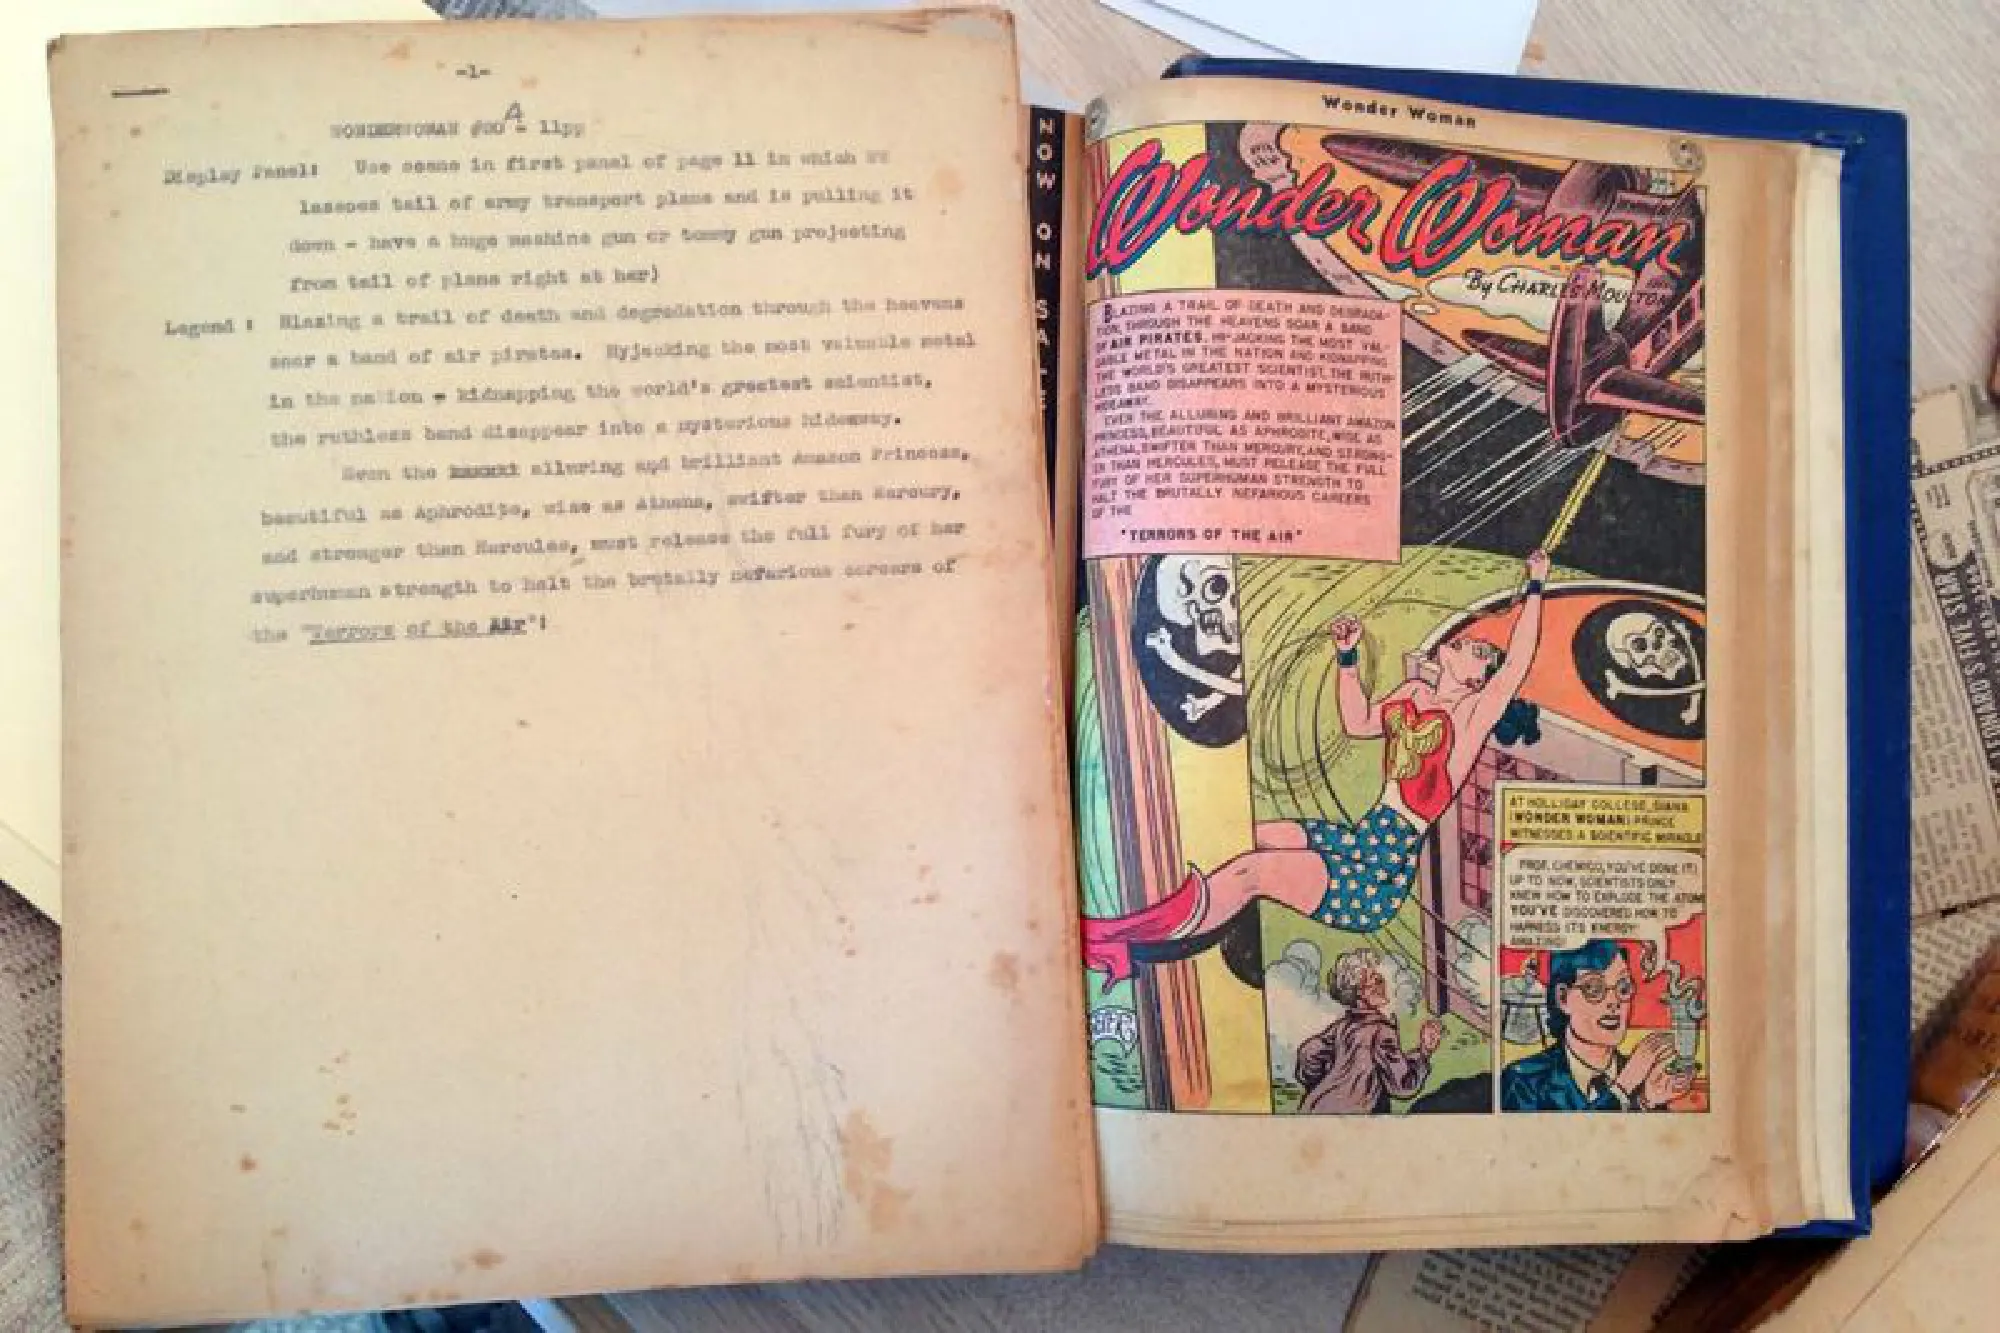 -1-
A
WONDERWOMAN #20 - 11pp
Display Panel: Use scene in first panel of page 11 in which WW
lassoes tail of army transport plane and is pulling it
down - have a huge machine gun or tommy gun projecting
from tail of plane right at her)
Legend : Blazing a trail of death and degradation through the heavens
soar a band of air pirates. Hyjacking the most valuable metal
in the nation - kidnapping the world's greatest scientist,
the ruthless band disappear into a mysterious hideaway.
Even the alluring and brilliant Amazon Princess,
beautiful as Aphrodite, wise as Athena, swifter than Mercury,
and stronger than Hercules, must release the full fury of her
superhuman strength to halt the brutally nefarious careers of
the "Terrors of the Air"!
NOW ON SALE
Wonder Woman
Wonder Woman
By CHARLES MOULTON
BLAZING A TRAIL OF DEATH AND DEGRADA-
TION, THROUGH THE HEAVENS SOAR A BAND
OF AIR PIRATES. HI-JACKING THE MOST VAL-
UABLE METAL IN THE NATION AND KIDNAPPING
THE WORLD'S GREATEST SCIENTIST, THE RUTH-
LESS BAND DISAPPEARS INTO A MYSTERIOUS
HIDEAWAY.
EVEN THE ALLURING AND BRILLIANT AMAZON
PRINCESS, BEAUTIFUL AS APHRODITE, WISE AS
ATHENA, SWIFTER THAN MERCURY, AND STRONG-
ER THAN HERCULES, MUST RELEASE THE FULL
FURY OF HER SUPERHUMAN STRENGTH TO
HALT THE BRUTALLY NEFARIOUS CAREERS
OF THE
"TERRORS OF THE AIR"
AT HOLLIDAY COLLEGE, DIANA
(WONDER WOMAN) PRINCE
WITNESSES A SCIENTIFIC MIRACLE
PROF. CHEMICO, YOU'VE DONE IT!
UP TO NOW, SCIENTISTS ONLY
KNEW HOW TO EXPLODE THE ATOM
YOU'VE DISCOVERED HOW TO
HARNESS ITS ENERGY!
AMAZING!